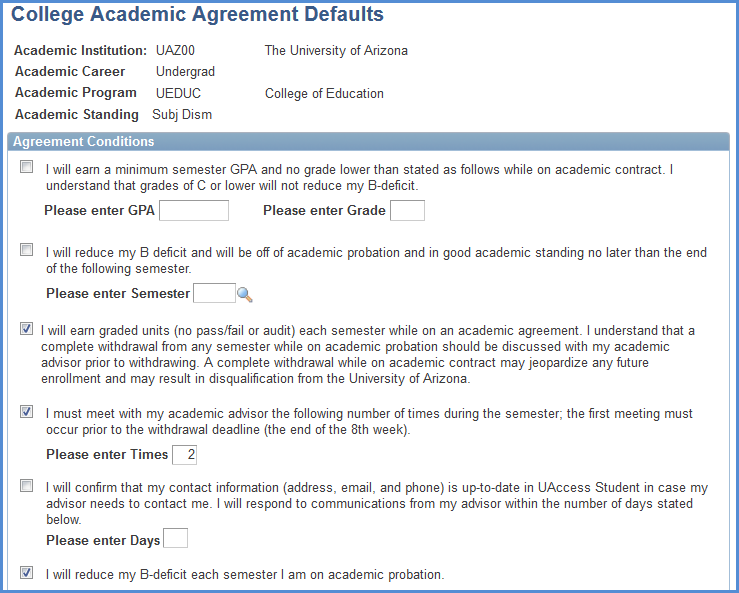 College Academic Agreement Defaults
Academic Institution: UAZ00 The University of Arizona
Academic Career Undergrad
Academic Program UEDUC College of Education
Academic Standing Subj Dism
Agreement Conditions
I will earn a minimum semester GPA and no grade lower than stated as follows while on academic contract. I
understand that grades of C or lower will not reduce my B-deficit.
Please enter GPA Please enter Grade
I will reduce my B deficit and will be off of academic probation and in good academic standing no later than the end
of the following semester.
Please enter Semester
I will earn graded units (no pass/fail or audit) each semester while on an academic agreement. I understand that a
complete withdrawal from any semester while on academic probation should be discussed with my academic
advisor prior to withdrawing. A complete withdrawal while on academic contract may jeopardize any future
enrollment and may result in disqualification from the University of Arizona.
I must meet with my academic advisor the following number of times during the semester; the first meeting must
occur prior to the withdrawal deadline (the end of the 8th week).
Please enter Times 2
I will confirm that my contact information (address, email, and phone) is up-to-date in UAccess Student in case my
advisor needs to contact me. I will respond to communications from my advisor within the number of days stated
below.
Please enter Days
I will reduce my B-deficit each semester I am on academic probation.